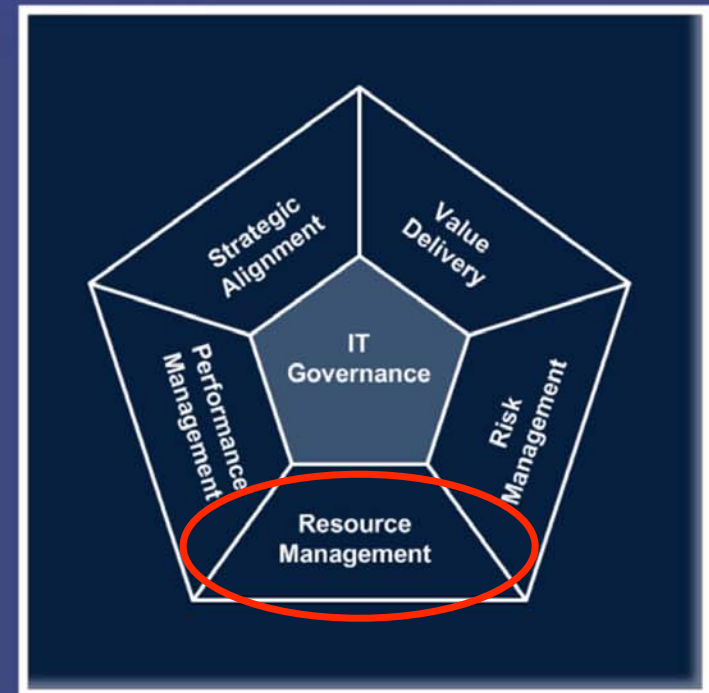 Strategic
Alignment
Value
Delivery
IT
Governance
Performance
Management
Risk
Management
Resource
Management